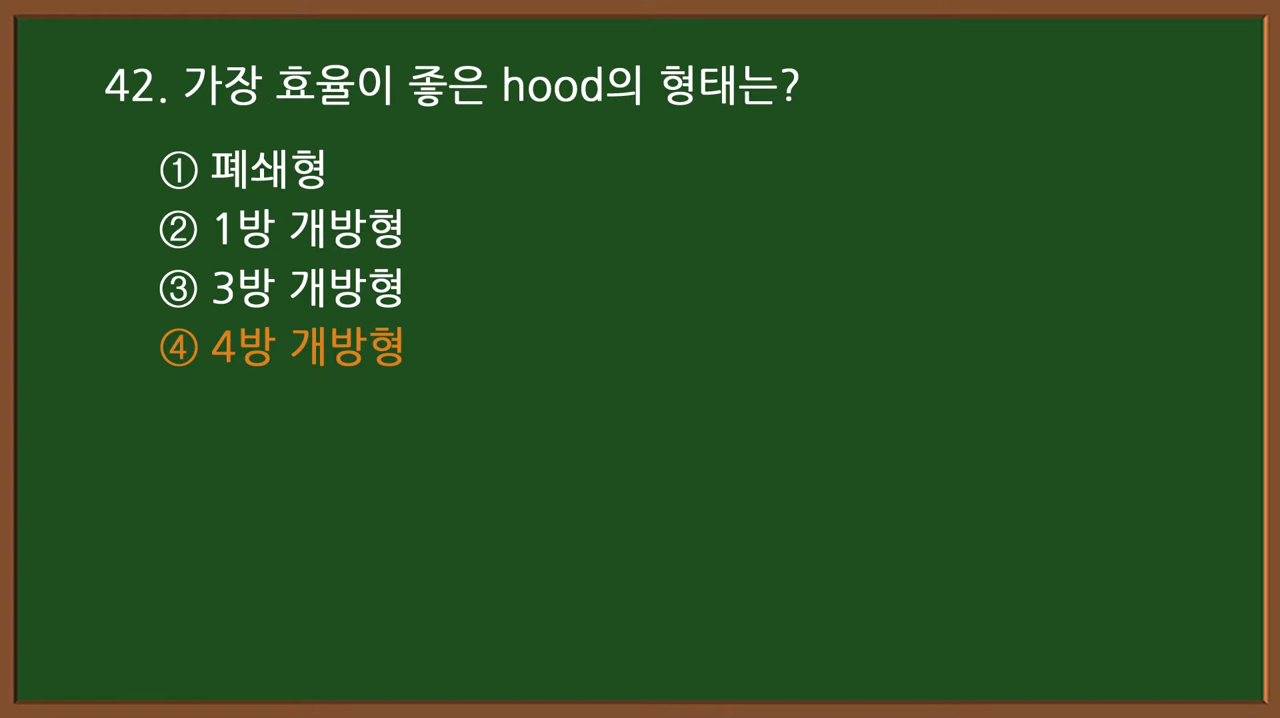 42. 가장 효율이 좋은 hood의 형태는?
① 폐쇄형
② 1방 개방형
③ 3방 개방형
④ 4방 개방형